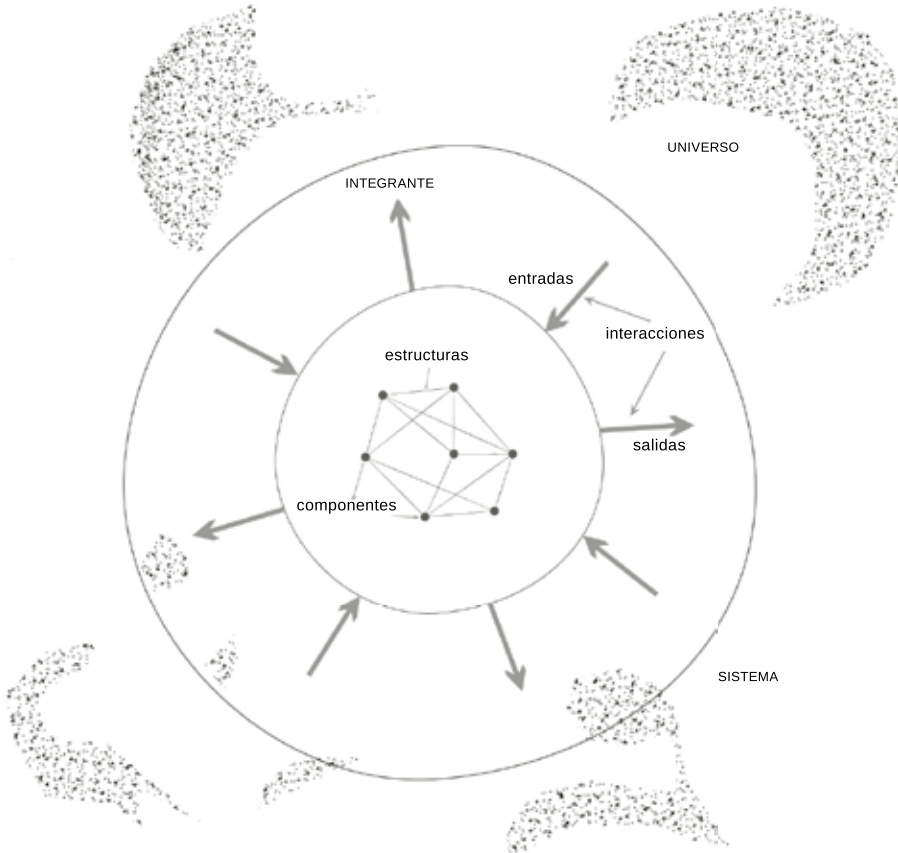 UNIVERSO
INTEGRANTE
entradas
interacciones
estructuras
salidas
componentes
SISTEMA